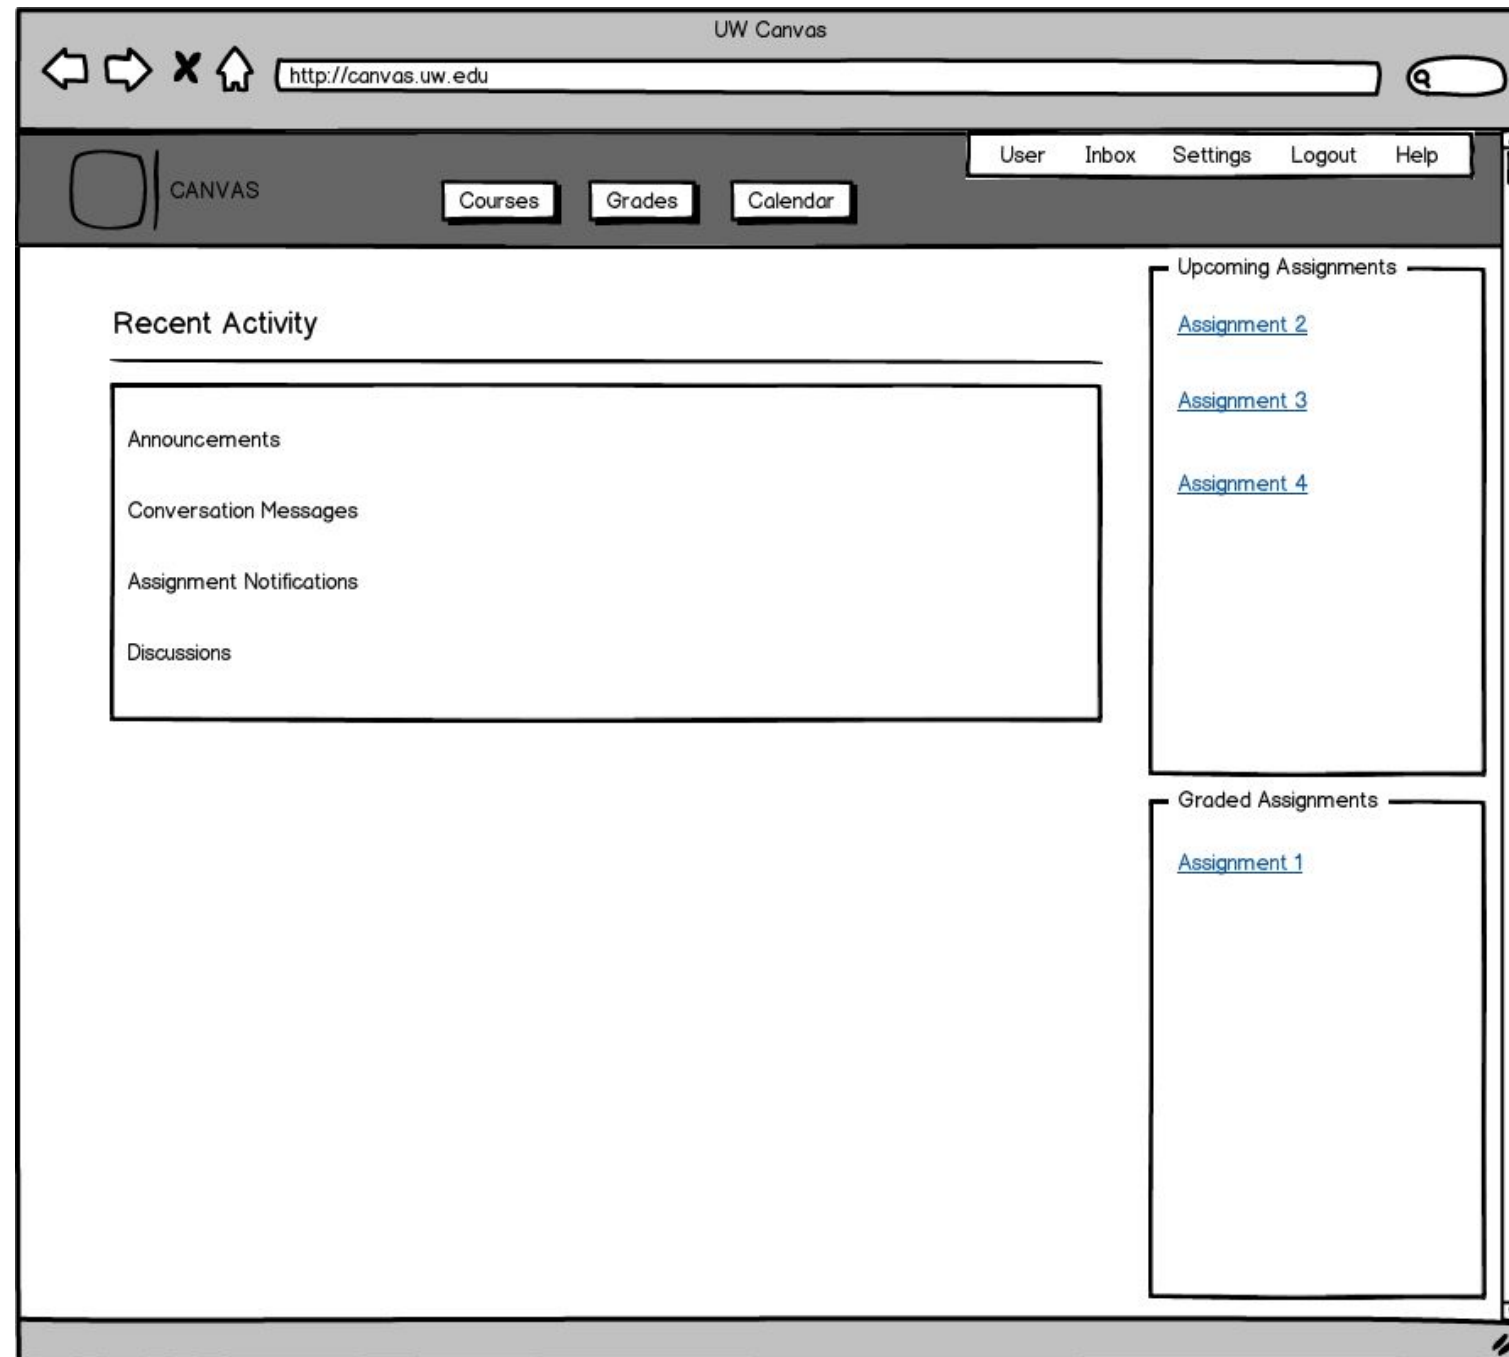 UW Canvas
http://canvas.uw.edu
User Inbox Settings Logout Help
CANVAS
Courses Grades Calendar
Recent Activity
Announcements
Conversation Messages
Assignment Notifications
Discussions
Upcoming Assignments
Assignment 2
Assignment 3
Assignment 4
Graded Assignments
Assignment 1